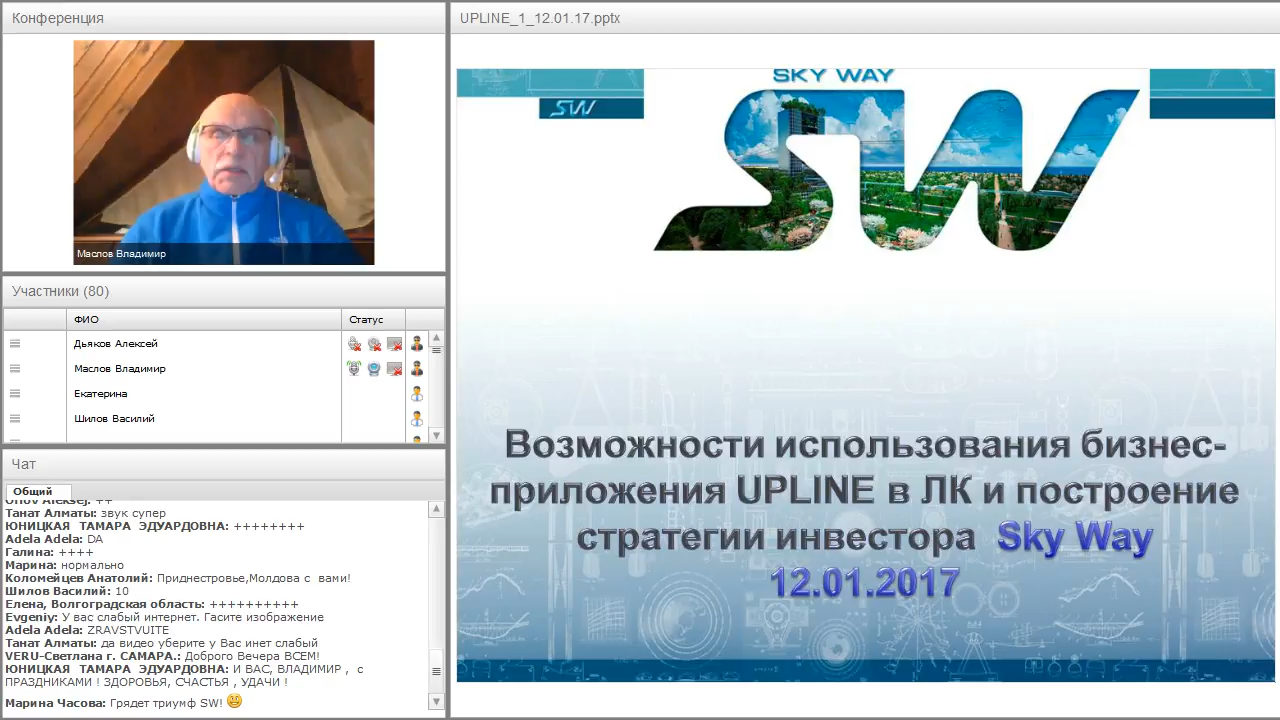 Конференция
Маслов Владимир
Участники (80)
ФИО
Статус
Дьяков Алексей
Маслов Владимир
Екатерина
Шилов Василий
Чат
Общий
Orlov Aleksej: ++
Танат Алматы: звук супер
ЮНИЦКАЯ ТАМАРА ЭДУАРДОВНА: ++++++++
Adela Adela: DA
Галина: ++++
Марина: нормально
Коломейцев Анатолий: Приднестровье,Молдова с вами!
Шилов Василий: 10
Елена, Волгоградская область: ++++++++++
Evgeniy: У вас слабый интернет. Гасите изображение
Adela Adela: ZRAVSTVUITE
Танат Алматы: да видео уберите у Вас инет слабый
VERU-Светлана г. САМАРА.: Доброго Вечера ВСЕМ!
ЮНИЦКАЯ ТАМАРА ЭДУАРДОВНА: И ВАС, ВЛАДИМИР , с
ПРАЗДНИКАМИ ! ЗДОРОВЬЯ, СЧАСТЬЯ , УДАЧИ !
Марина Часова: Грядет триумф SW!
UPLINE_1_12.01.17.pptx
SKY WAY
SW
SW
Возможности использования бизнес-
приложения UPLINE в ЛК и построение
стратегии инвестора Sky Way
12.01.2017